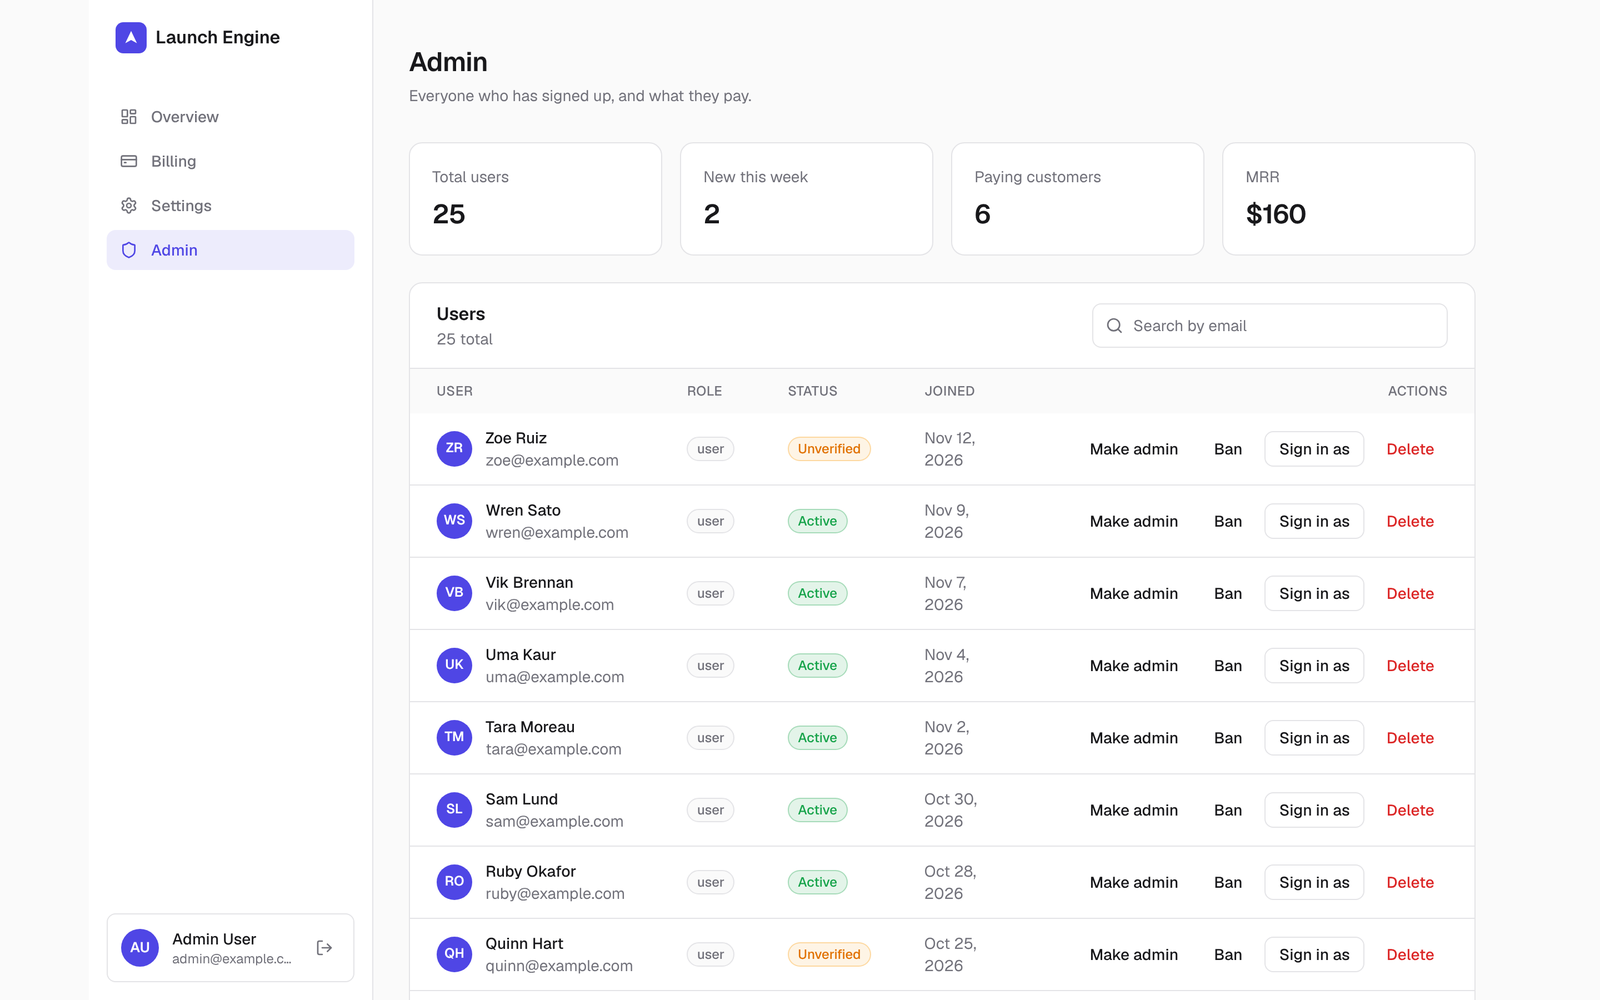 Launch Engine
Overview
Billing
Settings
Admin
AU
Admin User
admin@example.c...
Admin
Everyone who has signed up, and what they pay.
Total users
25
New this week
2
Paying customers
6
MRR
$160
Users
25 total
Search by email
USER ROLE STATUS JOINED ACTIONS
ZR Zoe Ruiz zoe@example.com user Unverified Nov 12, 2026 Make admin Ban Sign in as Delete
WS Wren Sato wren@example.com user Active Nov 9, 2026 Make admin Ban Sign in as Delete
VB Vik Brennan vik@example.com user Active Nov 7, 2026 Make admin Ban Sign in as Delete
UK Uma Kaur uma@example.com user Active Nov 4, 2026 Make admin Ban Sign in as Delete
TM Tara Moreau tara@example.com user Active Nov 2, 2026 Make admin Ban Sign in as Delete
SL Sam Lund sam@example.com user Active Oct 30, 2026 Make admin Ban Sign in as Delete
RO Ruby Okafor ruby@example.com user Active Oct 28, 2026 Make admin Ban Sign in as Delete
QH Quinn Hart quinn@example.com user Unverified Oct 25, 2026 Make admin Ban Sign in as Delete